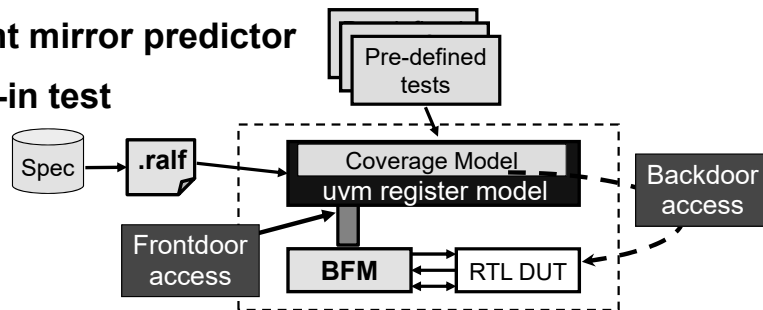 nt mirror predictor
-in test
Pre-defined
tests
Spec
.ralf
Coverage Model
uvm register model
Backdoor
access
Frontdoor
access
BFM
RTL DUT